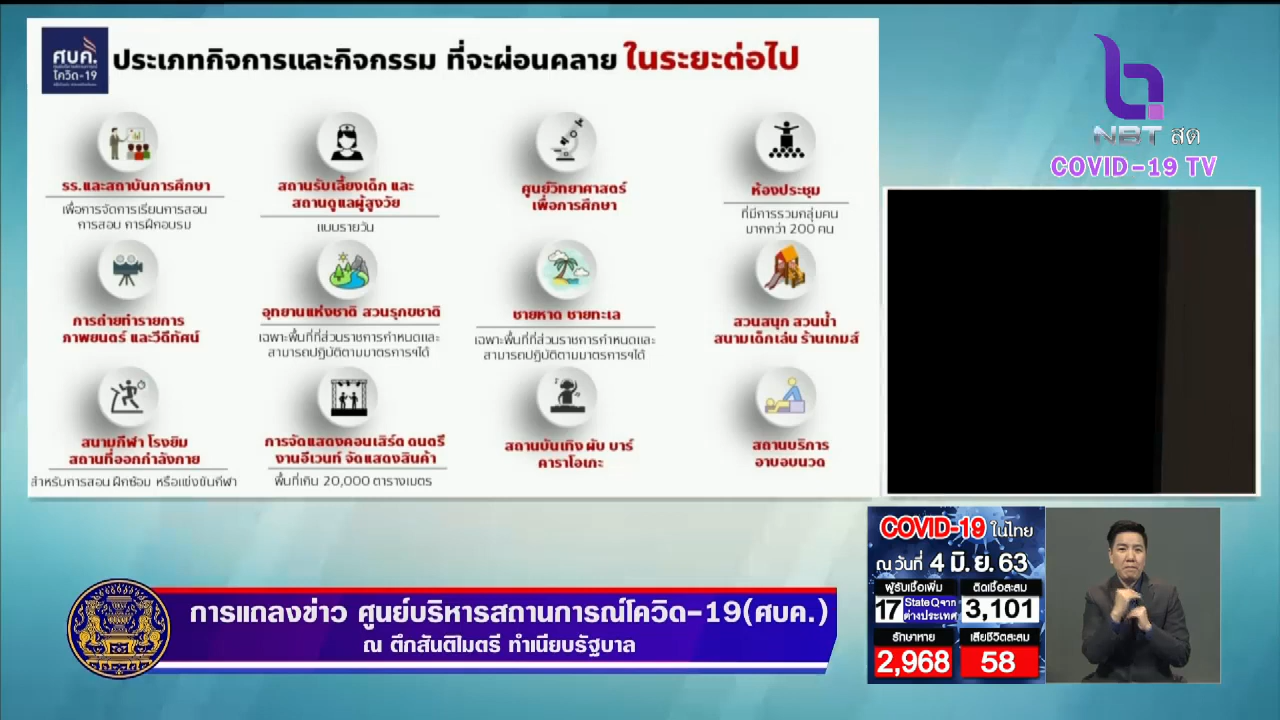 ศบค.
โควิด-19
ประเภทกิจการและกิจกรรม ที่จะผ่อนคลาย ในระยะต่อไป
รร.และสถาบันการศึกษา
เพื่อการจัดการเรียนการสอน
การสอบ การฝึกอบรม
สถานรับเลี้ยงเด็ก และ
สถานดูแลผู้สูงวัย
แบบรายวัน
ศูนย์วิทยาศาสตร์
เพื่อการศึกษา
ห้องประชุม
ที่มีการรวมกลุ่มคน
มากกว่า 200 คน
การถ่ายทำรายการ
ภาพยนตร์ และวีดีทัศน์
อุทยานแห่งชาติ สวนรุกขชาติ
เฉพาะพื้นที่ที่ส่วนราชการกำหนดและ
สามารถปฏิบัติตามมาตรการฯได้
ชายหาด ชายทะเล
เฉพาะพื้นที่ที่ส่วนราชการกำหนดและ
สามารถปฏิบัติตามมาตรการฯได้
สวนสนุก สวนน้ำ
สนามเด็กเล่น ร้านเกมส์
สนามกีฬา โรงยิม
สถานที่ออกกำลังกาย
สำหรับการสอน ฝึกซ้อม หรือแข่งขันกีฬา
การจัดแสดงคอนเสิร์ต ดนตรี
งานอีเวนท์ จัดแสดงสินค้า
พื้นที่เกิน 20,000 ตารางเมตร
สถานบันเทิง ผับ บาร์
คาราโอเกะ
สถานบริการ
อาบอบนวด
NBT สด
COVID-19 TV
COVID-19 ในไทย
ณ วันที่ 4 มิ.ย. 63
ผู้รับเชื้อเพิ่ม
17 State Qจาก
ต่างประเทศ
ติดเชื้อสะสม
3,101
รักษาหาย
2,968
เสียชีวิตสะสม
58
การแถลงข่าว ศูนย์บริหารสถานการณ์โควิด-19(ศบค.)
ณ ตึกสันติไมตรี ทำเนียบรัฐบาล